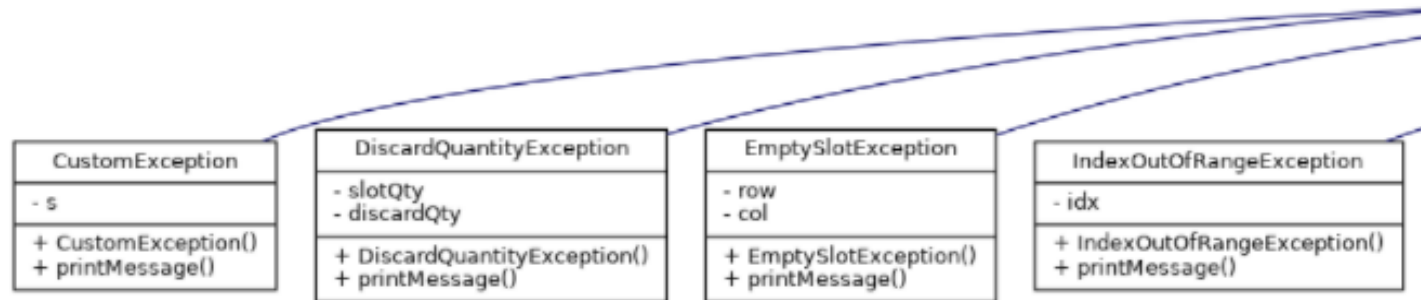 CustomException
- s
+ CustomException()
+ printMessage()
DiscardQuantityException
- slotQty
- discardQty
+ DiscardQuantityException()
+ printMessage()
EmptySlotException
- row
- col
+ EmptySlotException()
+ printMessage()
IndexOutOfRangeException
- idx
+ IndexOutOfRangeException()
+ printMessage()